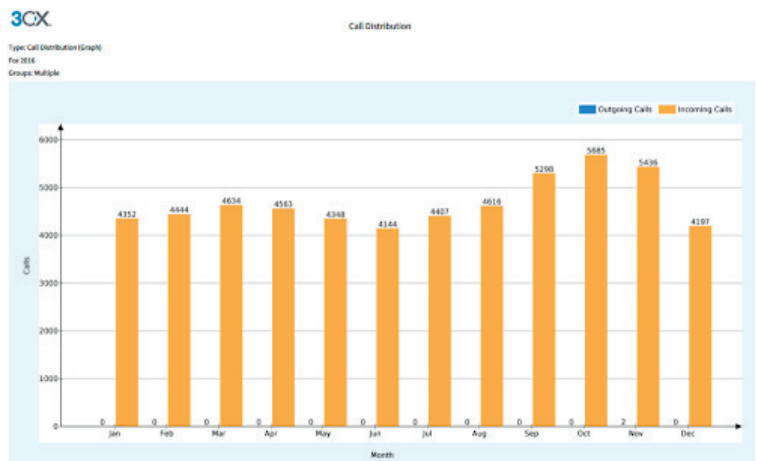 3CX
Call Distribution
Type: Call Distribution (Graph)
For 2016
Groups: Multiple
Outgoing Calls Incoming Calls
6000
5000
4000
3000
2000
1000
0
Calls
4352 4444 4634 4563 4348 4144 4407 4616 5290 5685 5436 4197
0 0 0 0 0 0 0 0 0 0 2 0
Jan Feb Mar Apr May Jun Jul Aug Sep Oct Nov Dec
Month